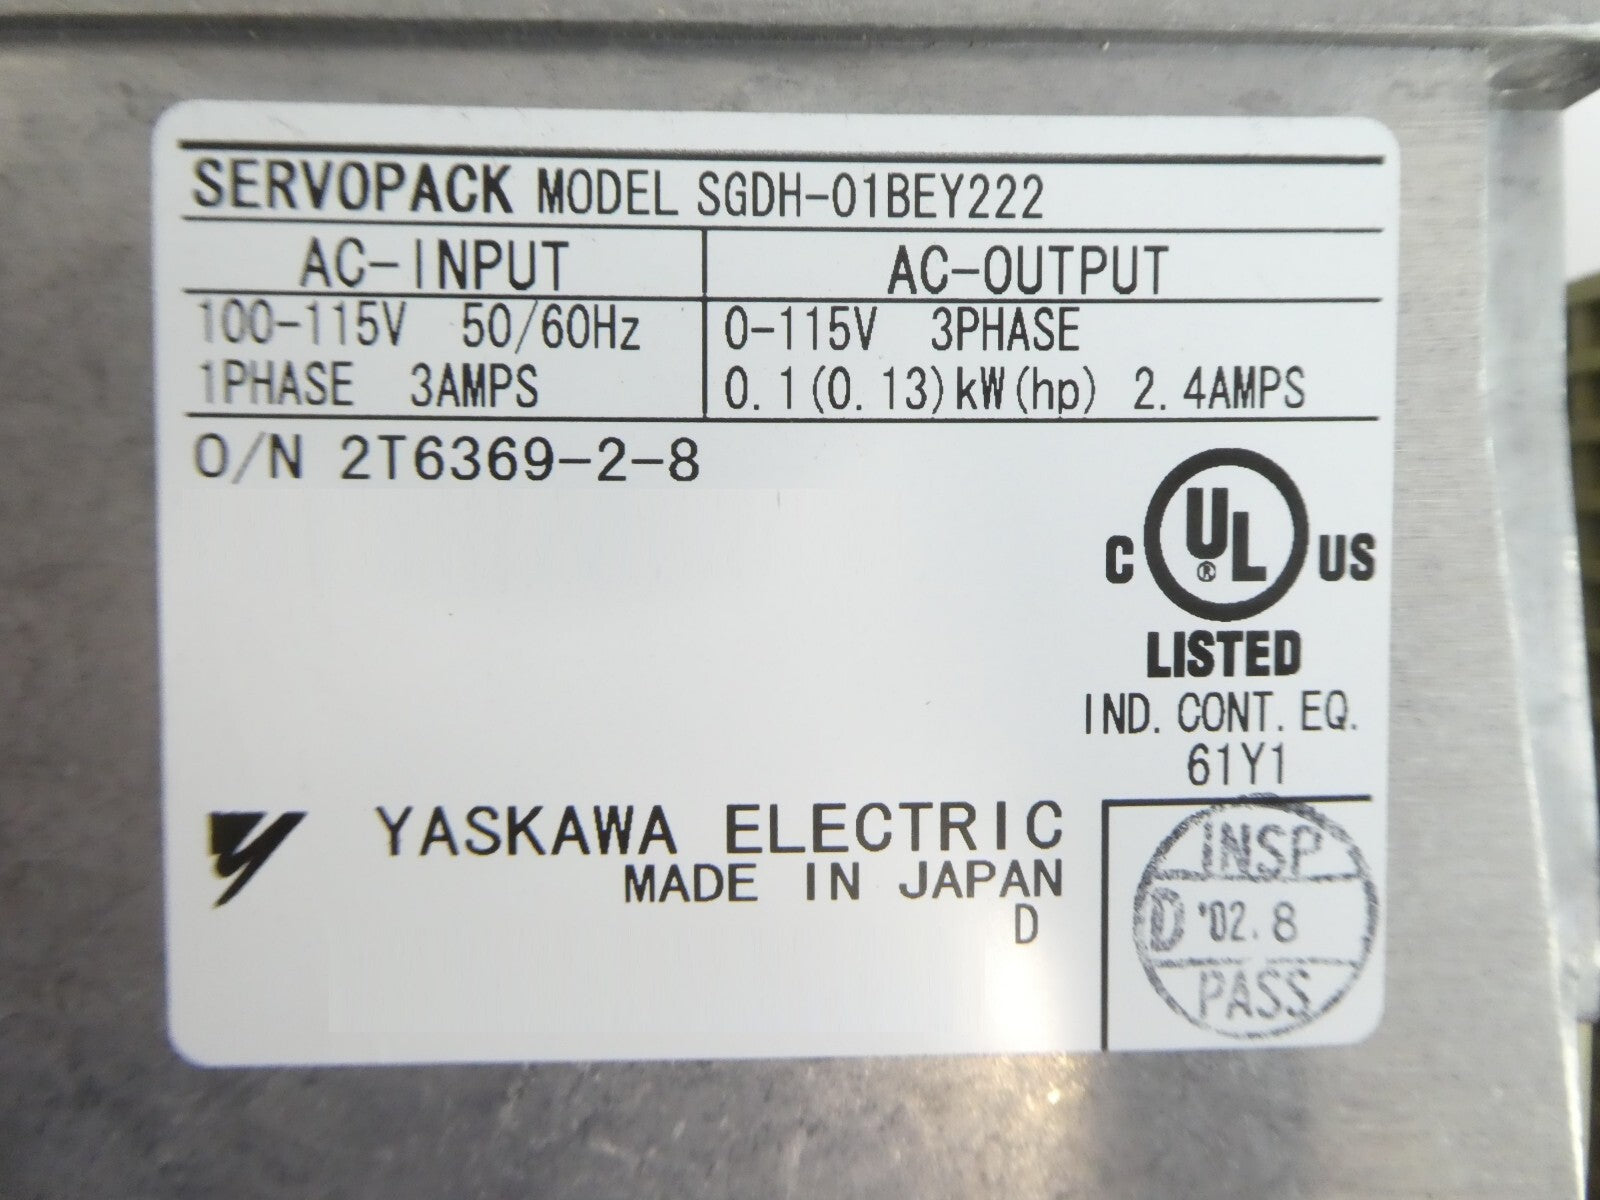 SERVOPACK MODEL SGDH-01BEY222
AC-INPUT
AC-OUTPUT
100-115V 50/60Hz
0-115V 3PHASE
1PHASE 3AMPS
0.1(0.13)kW(hp) 2.4AMPS
O/N 2T6369-2-8
C UL ® US
LISTED
IND. CONT. EQ.
61Y1
YASKAWA ELECTRIC
MADE IN JAPAN
D
INSP
D '02.8
PASS